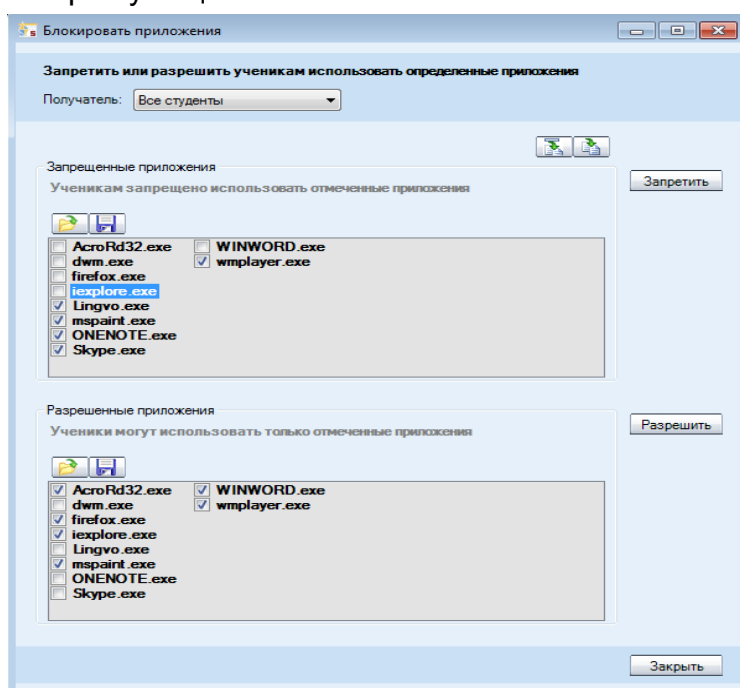 Блокировать приложения
Запретить или разрешить ученикам использовать определенные приложения
Получатель: Все студенты
Запрещенные приложения
Ученикам запрещено использовать отмеченные приложения
Запретить
AcroRd32.exe WINWORD.exe
dwm.exe wmplayer.exe
firefox.exe
iexplore.exe
Lingvo.exe
mspaint.exe
ONENOTE.exe
Skype.exe
Разрешенные приложения
Ученики могут использовать только отмеченные приложения
Разрешить
AcroRd32.exe WINWORD.exe
dwm.exe wmplayer.exe
firefox.exe
iexplore.exe
Lingvo.exe
mspaint.exe
ONENOTE.exe
Skype.exe
Закрыть